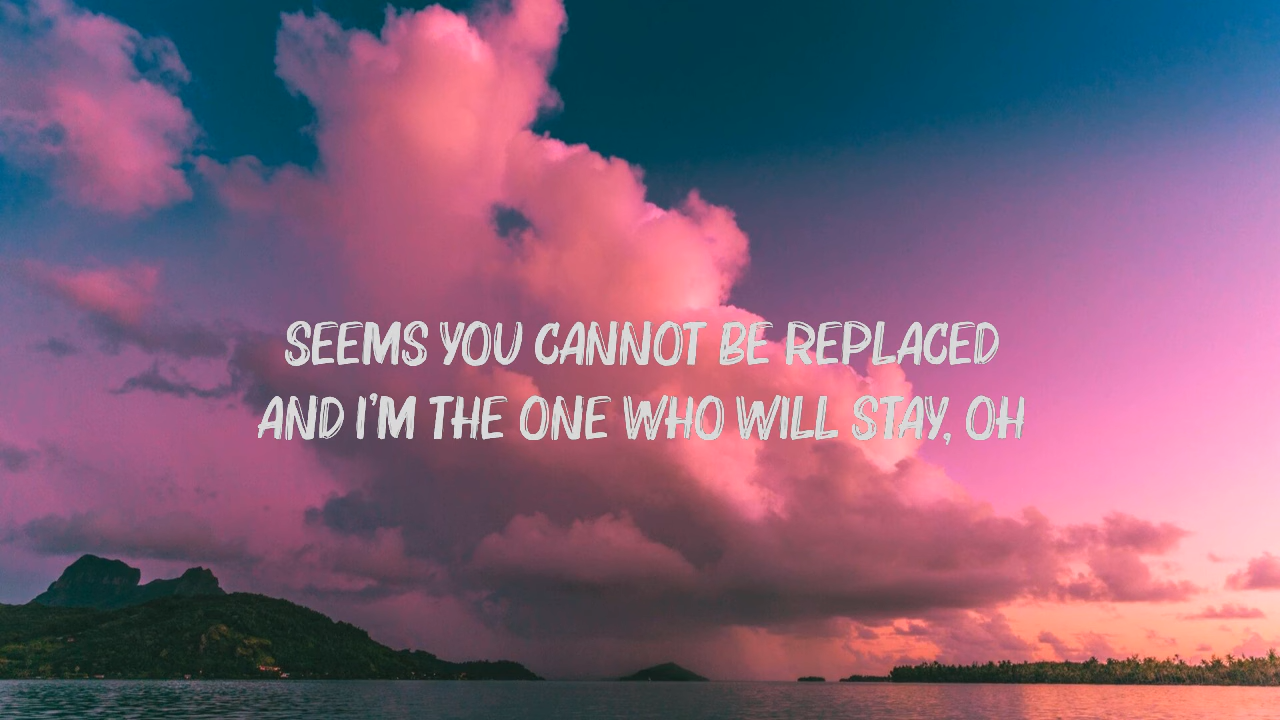 SEEMS YOU CANNOT BE REPLACED
AND I'M THE ONE WHO WILL STAY, OH